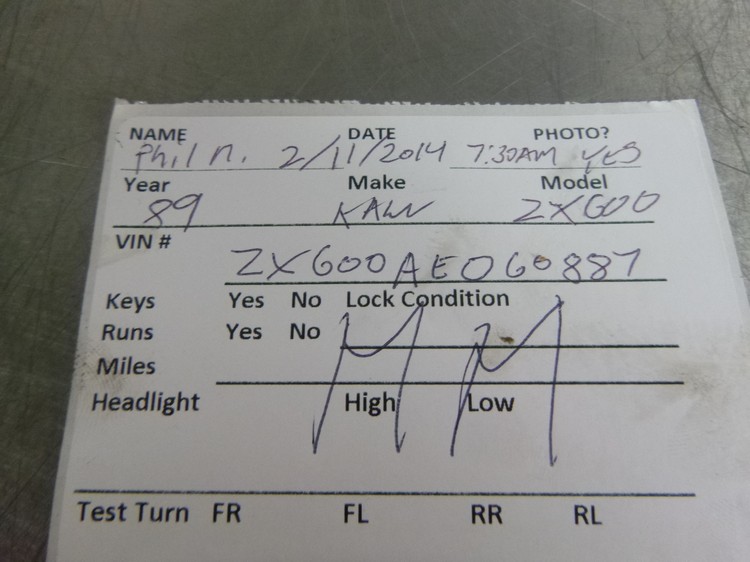 NAME DATE PHOTO?
Phil n. 2/11/2014 7:30AM yes
Year Make Model
89 KAW ZX600
VIN #
ZX600AE060887
Keys Yes No Lock Condition
Runs Yes No
Miles
Headlight High Low
Test Turn FR FL RR RL